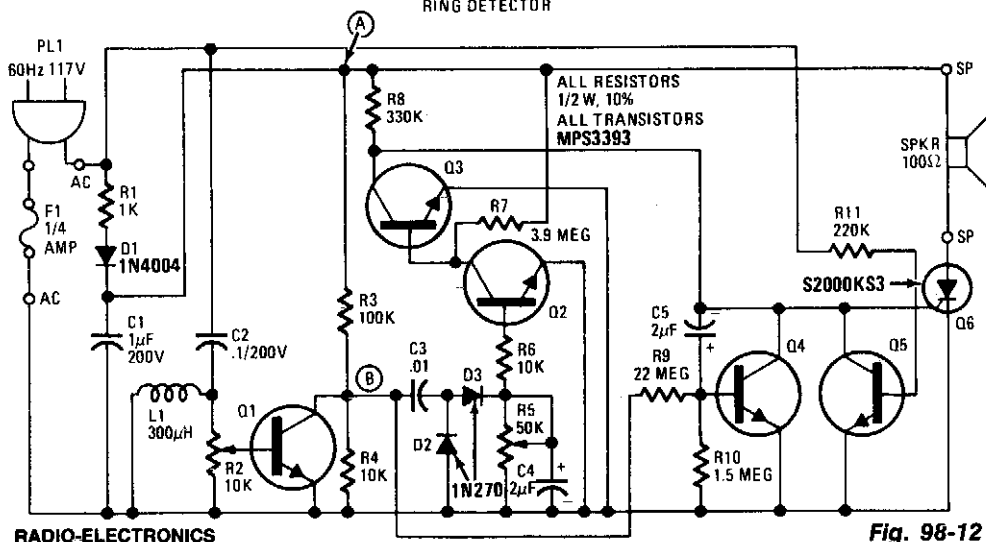 RING DETECTOR
A
PL1
60Hz 117V
AC
F1
1/4
AMP
AC
R1
1K
D1
1N4004
C1
1µF
200V
C2
.1/200V
L1
300µH
R2
10K
Q1
R8
330K
R3
100K
B
R4
10K
C3
.01
D3
D2
1N270
Q3
R7
3.9 MEG
Q2
R6
10K
R5
50K
C4
2µF
+
−
ALL RESISTORS
1/2 W, 10%
ALL TRANSISTORS
MPS3393
C5
2µF
−
+
R9
22 MEG
R10
1.5 MEG
Q4
Q5
R11
220K
S2000KS3
Q6
SP
SPKR
100Ω
SP
RADIO-ELECTRONICS
Fig. 98-12